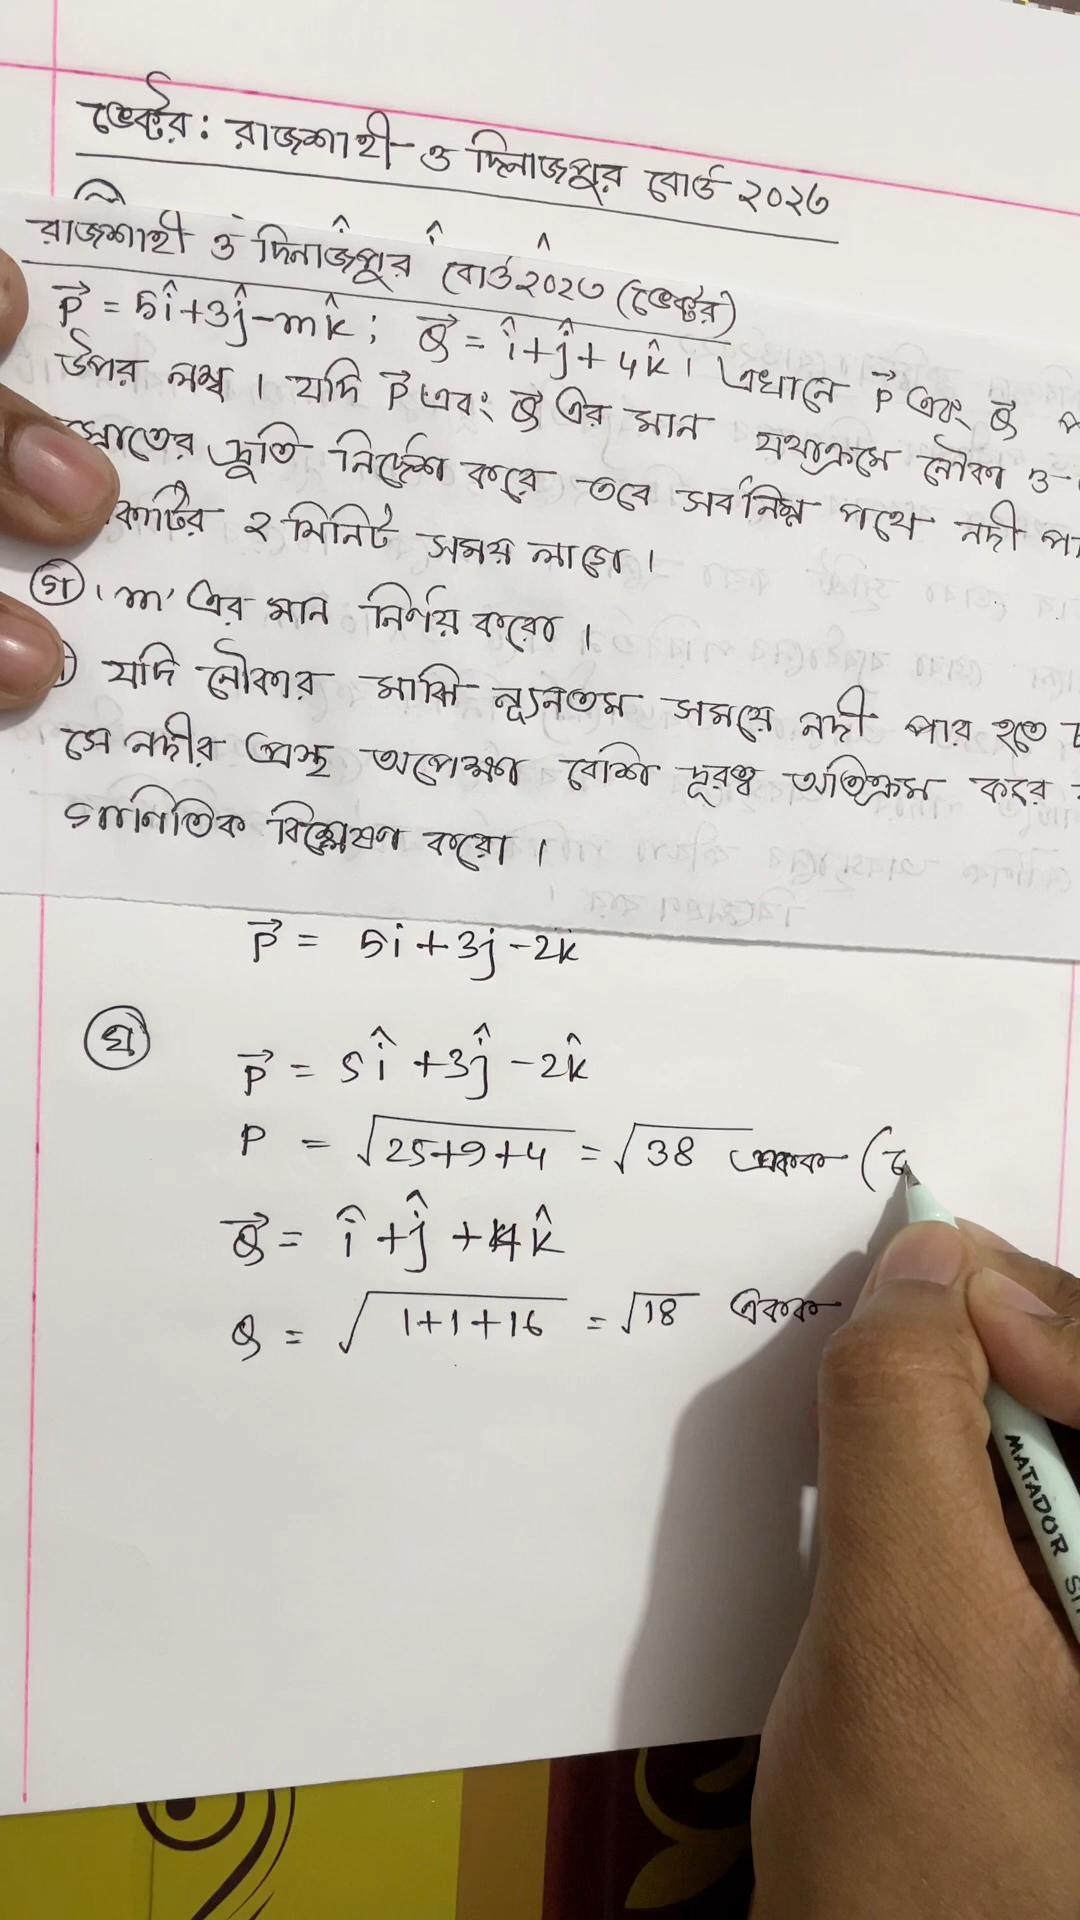 ভেক্টর: রাজশাহী ও দিনাজপুর বোর্ড ২০২৩
রাজশাহী ও দিনাজপুর বোর্ড ২০২৩ (ভেক্টর)
P⃗ = 5î+3ĵ-mk̂; Q⃗ = î+ĵ+4k̂। এখানে P⃗ এবং Q⃗
উপর লম্ব। যদি P⃗ এবং Q⃗ এর মান যথাক্রমে নৌকা ও
স্রোতের দ্রুতি নির্দেশ করে তবে সর্বনিম্ন পথে নদী
২ মিনিট সময় লাগে।
গ 'm' এর মান নির্ণয় করো।
যদি নৌকার মাঝি ন্যূনতম সময়ে নদী পার হতে
সে নদীর প্রস্থ অপেক্ষা বেশি দূরত্ব অতিক্রম করবে
গাণিতিক বিশ্লেষণ করো।
P⃗ = 5i+3j-2k
ঘ P⃗ = 5î+3ĵ-2k̂
P = √25+9+4 = √38 একক (
Q⃗ = î+ĵ+4k̂
Q = √1+1+16 = √18 একক
MATADOR